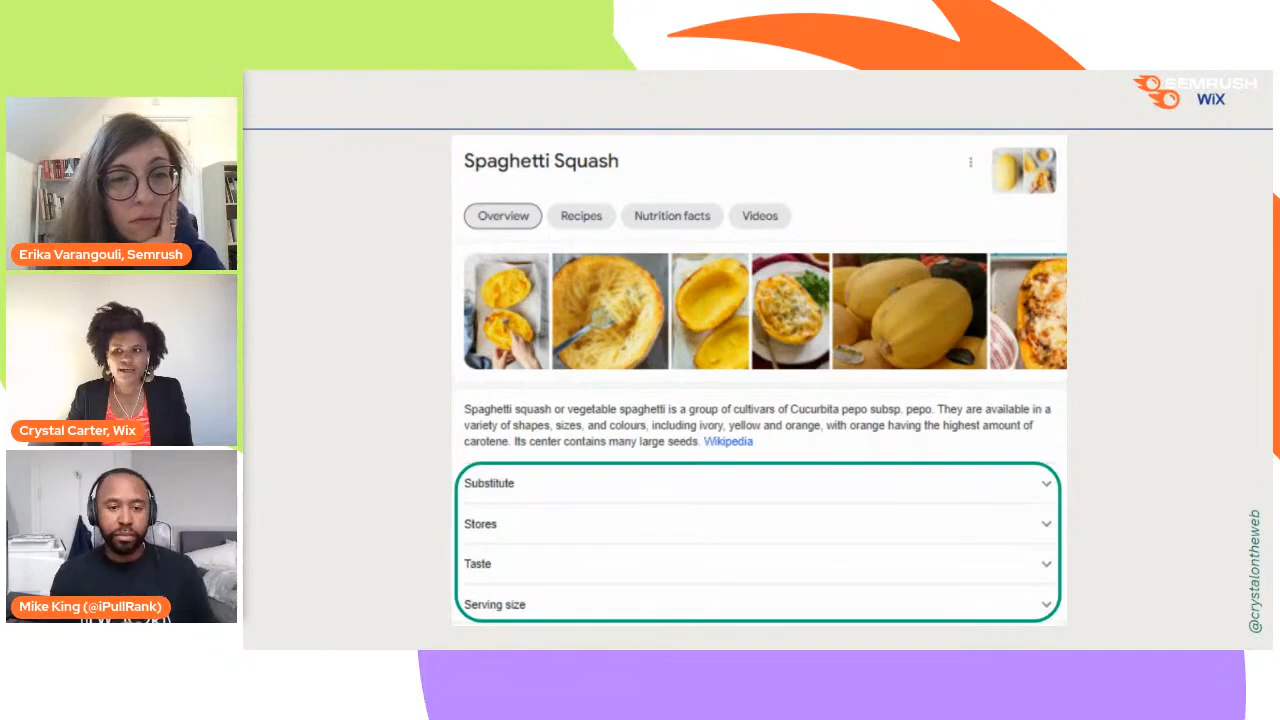 SEMRUSH
WiX
Erika Varangouli, Semrush
Crystal Carter, Wix
Mike King (@iPullRank)
Spaghetti Squash
Overview
Recipes
Nutrition facts
Videos
Spaghetti squash or vegetable spaghetti is a group of cultivars of Cucurbita pepo subsp. pepo. They are available in a
variety of shapes, sizes, and colours, including ivory, yellow and orange, with orange having the highest amount of
carotene. Its center contains many large seeds. Wikipedia
Substitute
Stores
Taste
Serving size
@crystalontheweb